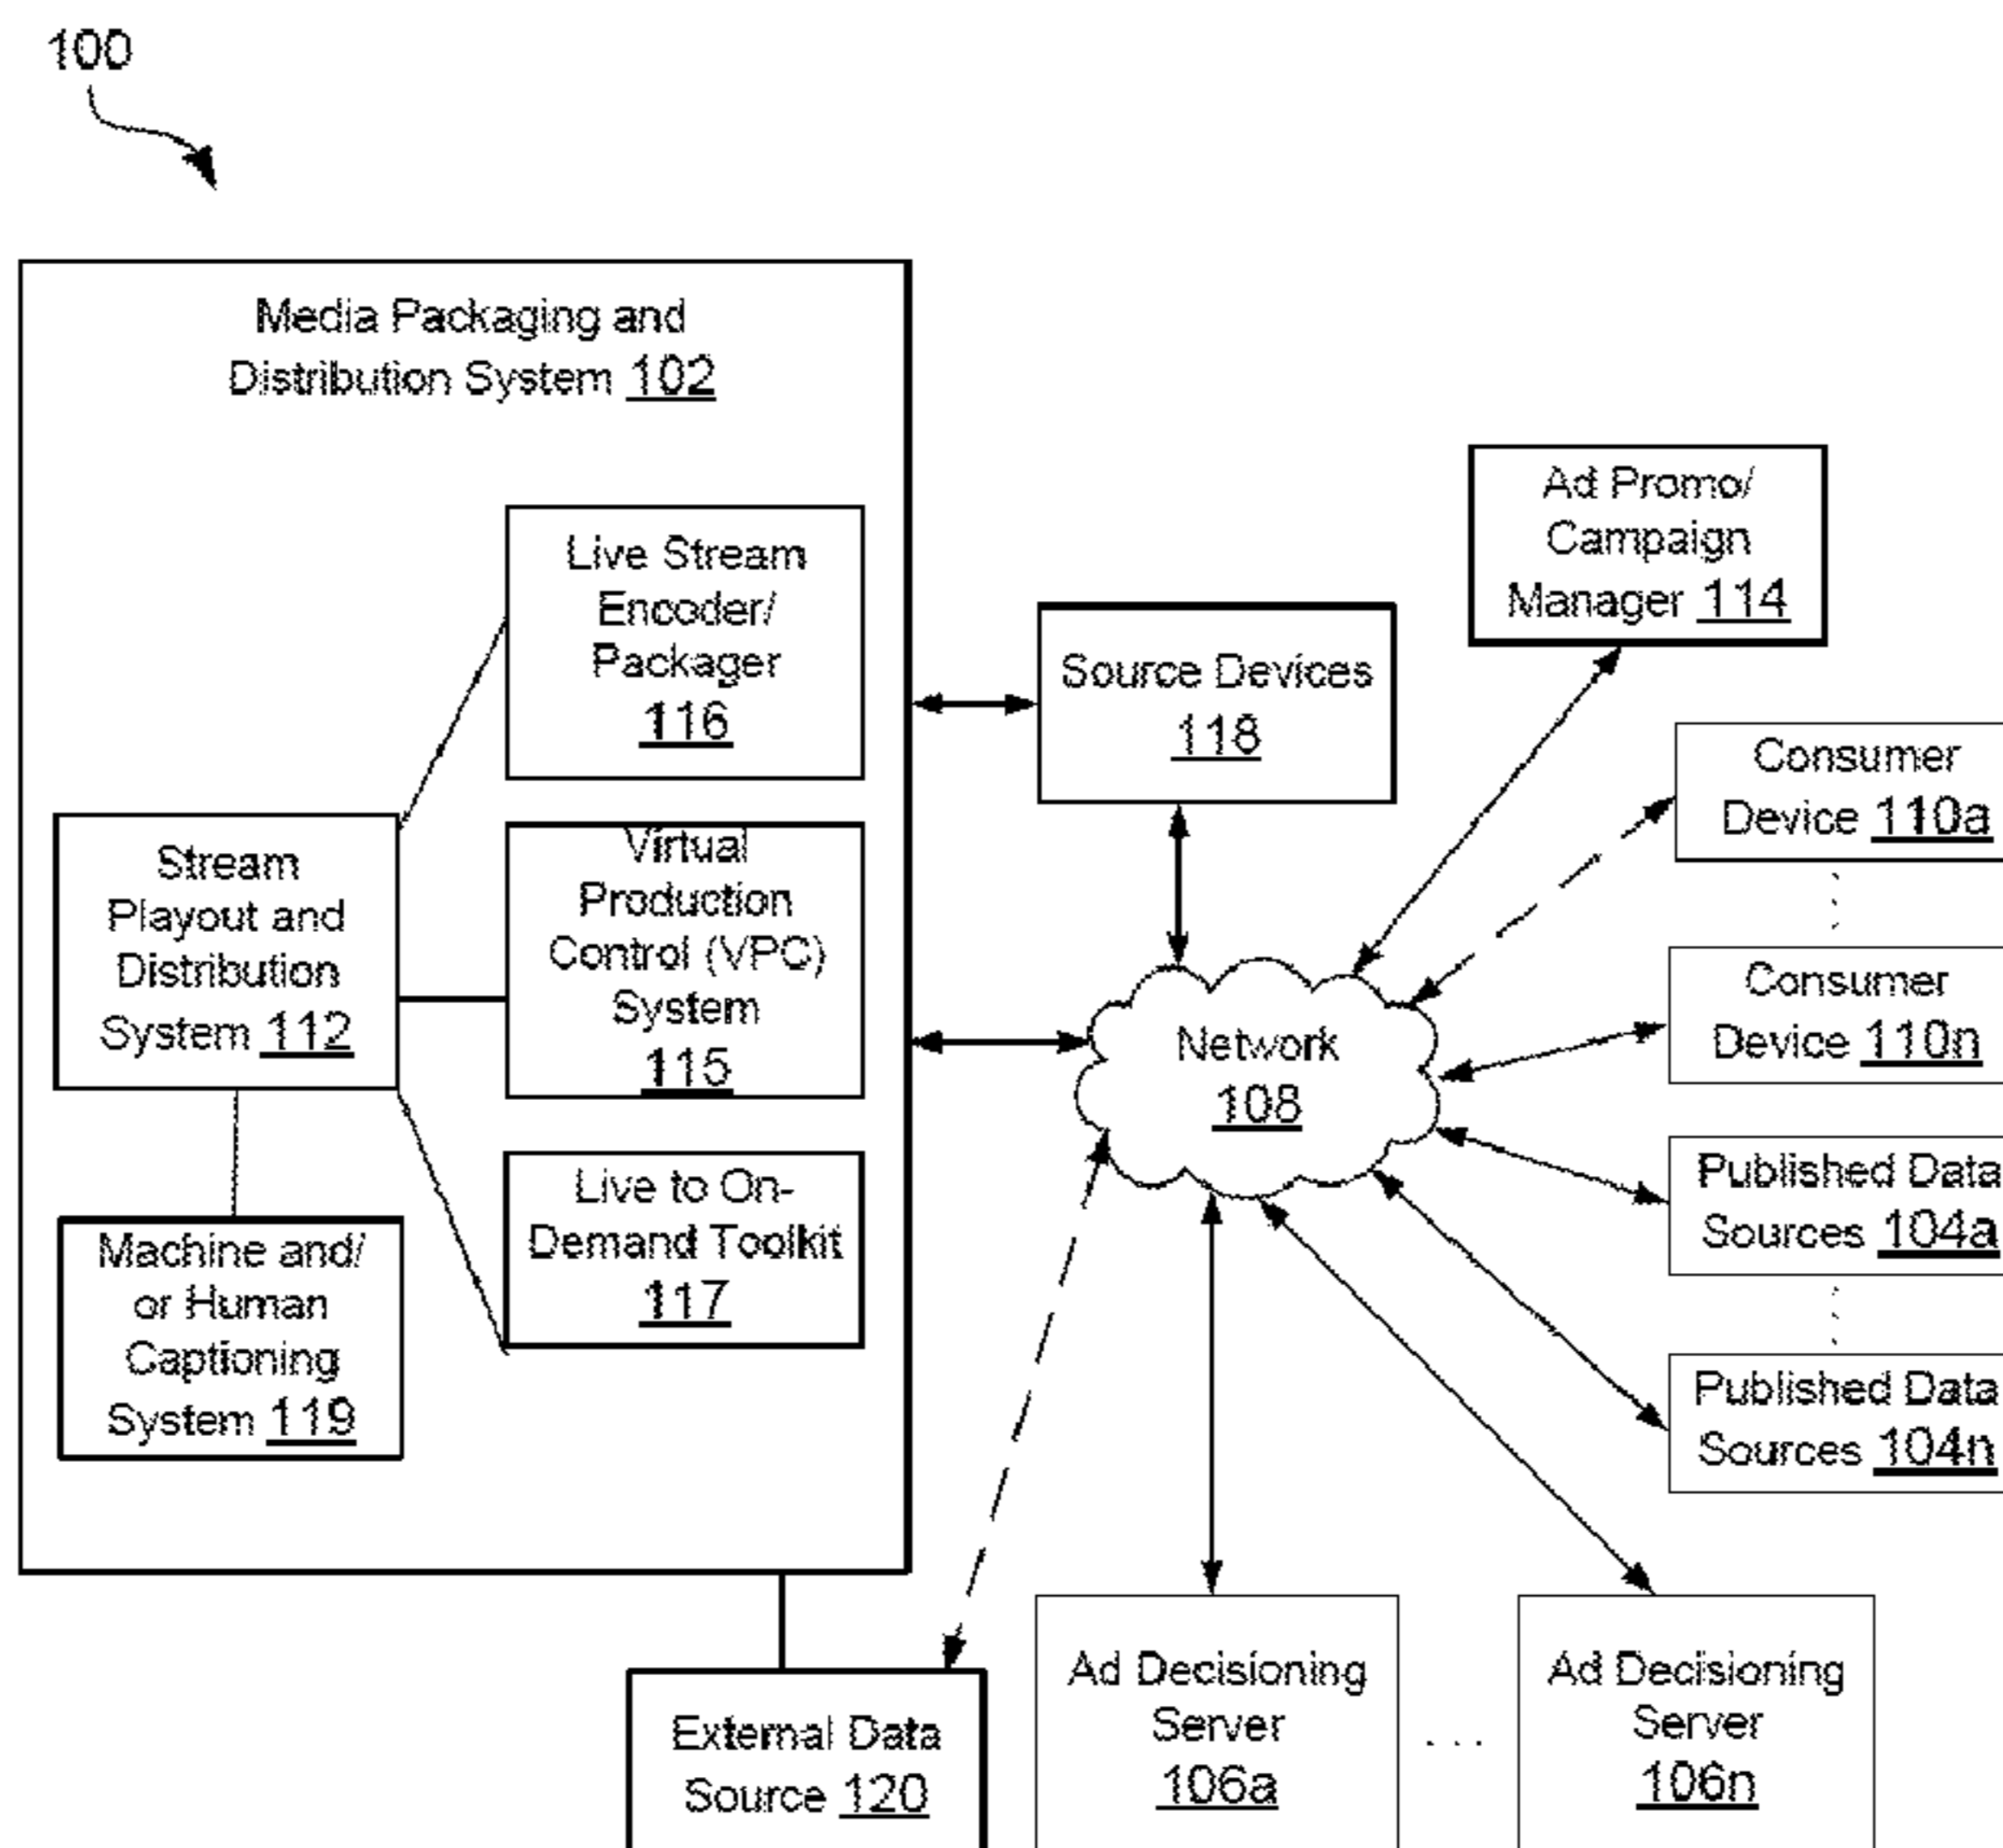 100
Media Packaging and
Distribution System 102
Live Stream
Encoder/
Packager
116
Stream
Playout and
Distribution
System 112
Virtual
Production
Control (VPC)
System
115
Machine and/
or Human
Captioning
System 119
Live to On-
Demand Toolkit
117
Source Devices
118
Ad Promo/
Campaign
Manager 114
Consumer
Device 110a
Consumer
Device 110n
Network
108
Published Data
Sources 104a
Published Data
Sources 104n
External Data
Source 120
Ad Decisioning
Server
106a
. . .
Ad Decisioning
Server
106n